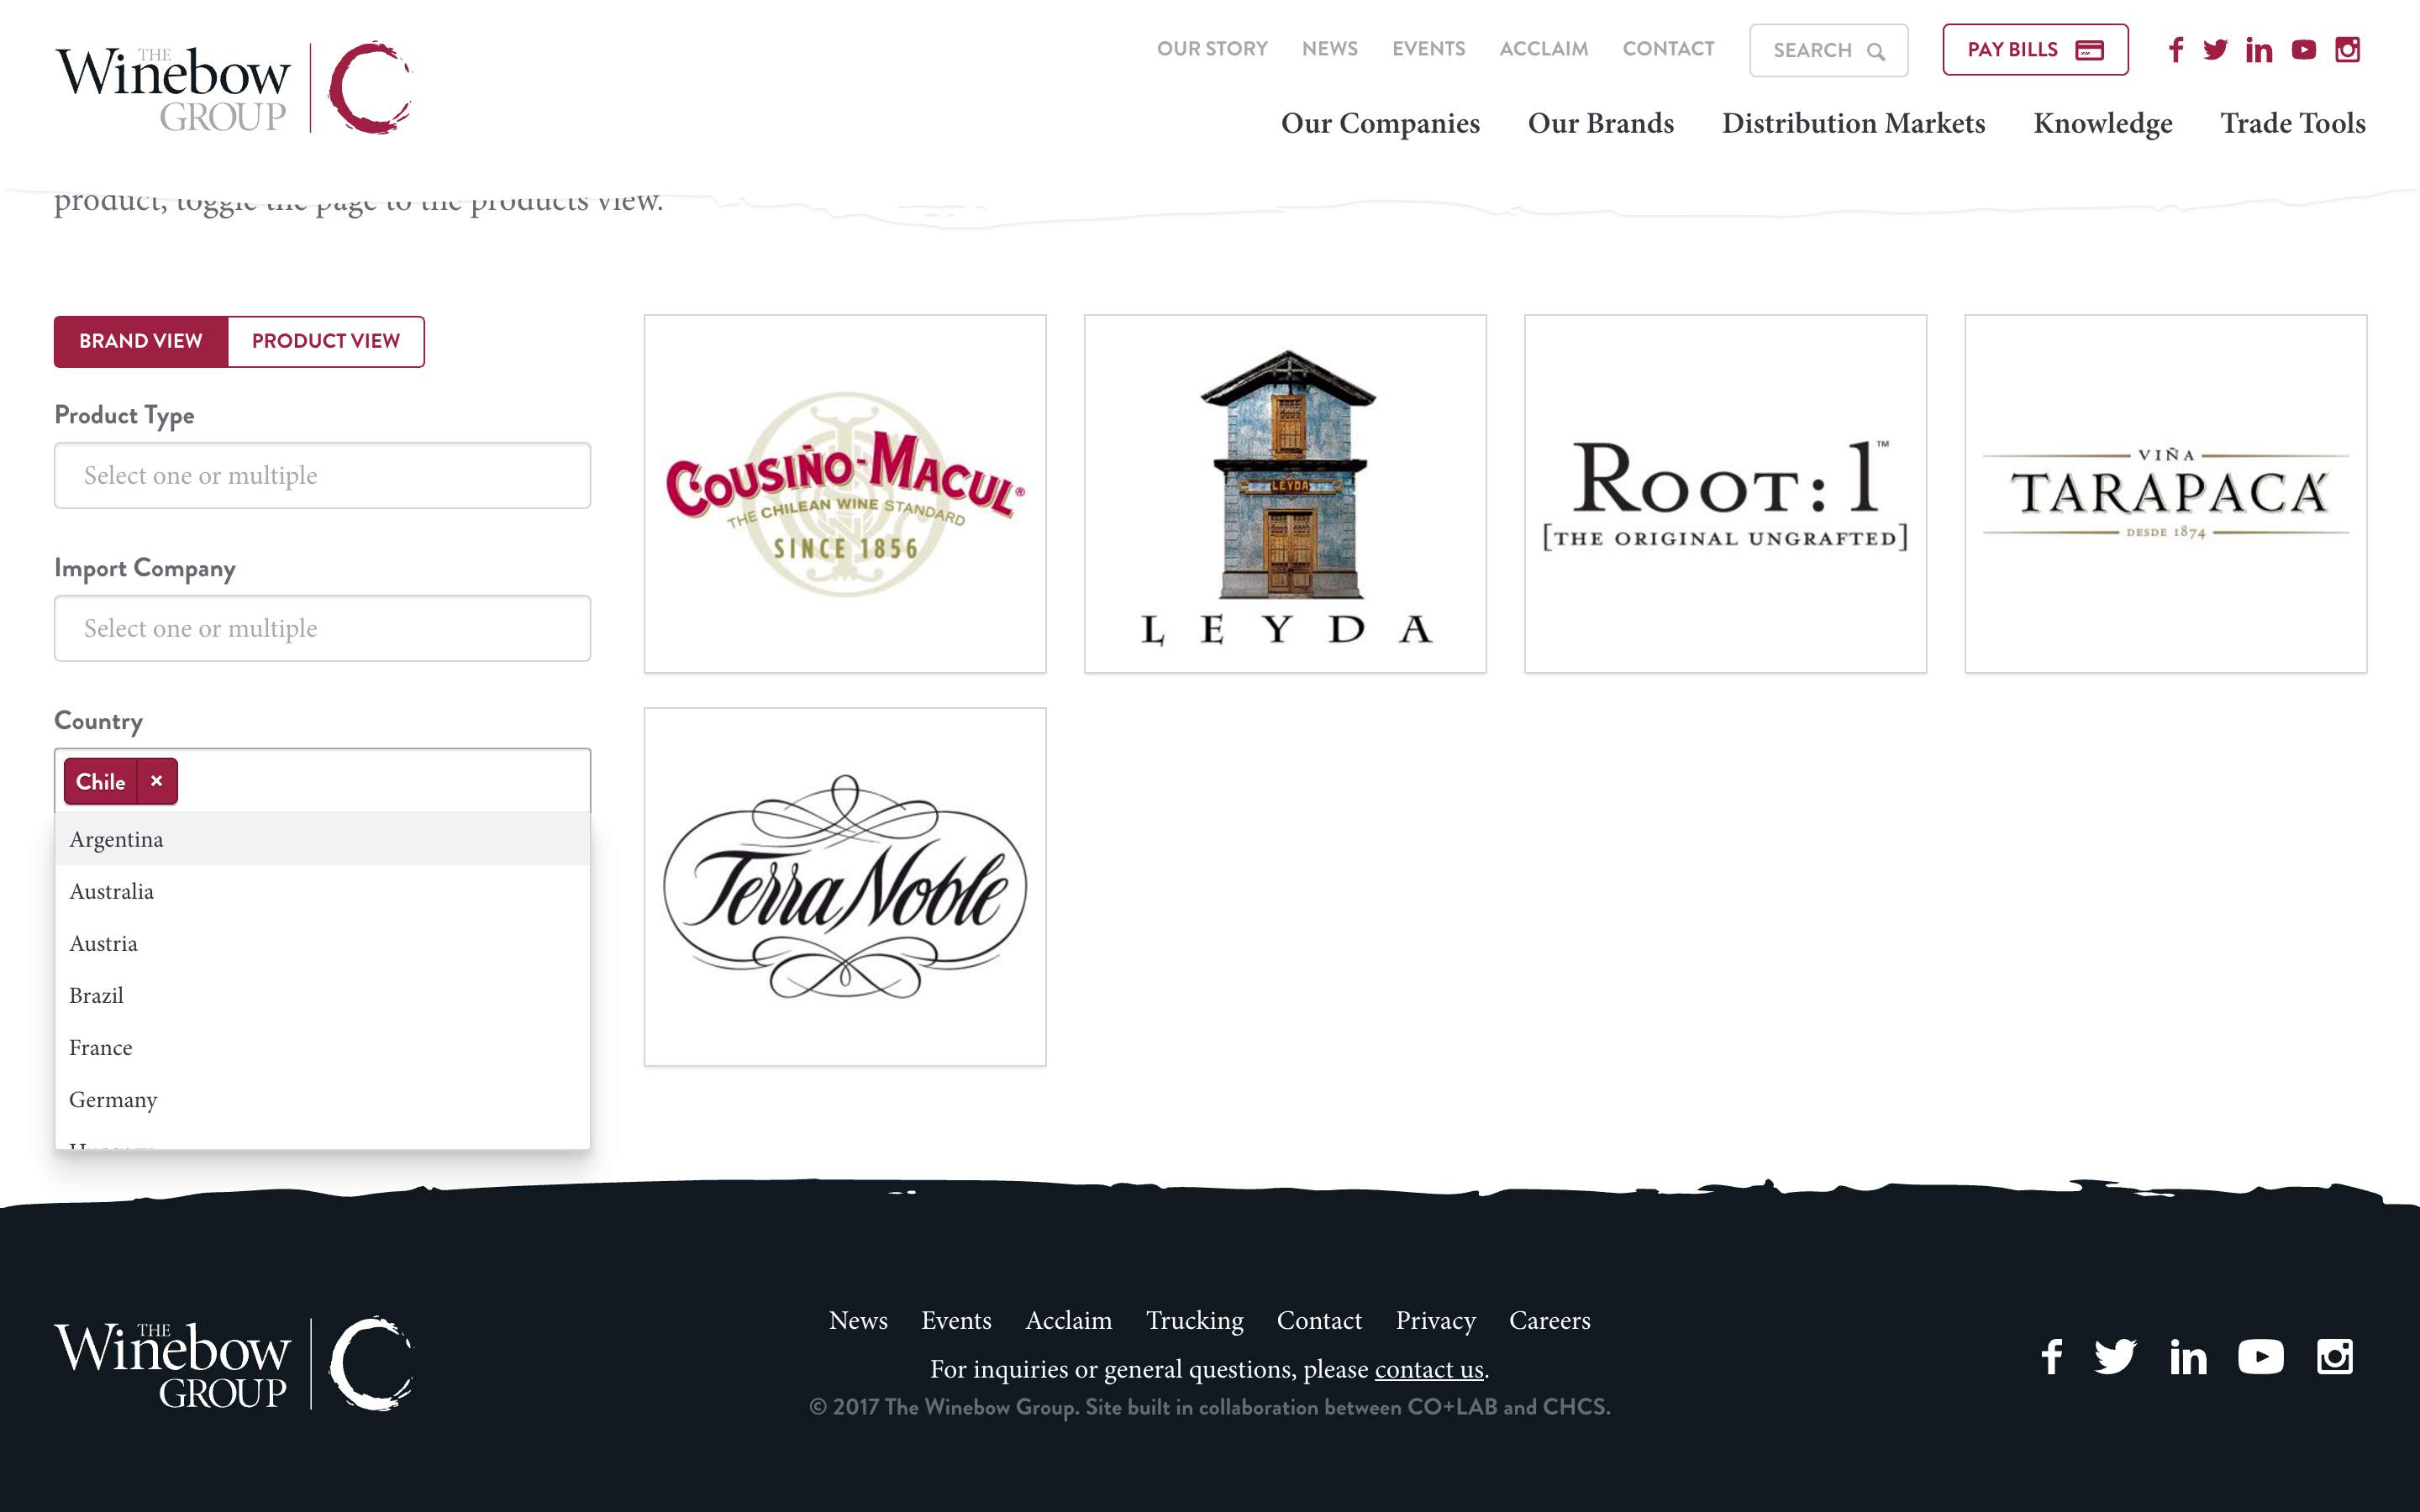 THE
Winebow
GROUP
OUR STORY NEWS EVENTS ACCLAIM CONTACT SEARCH PAY BILLS
Our Companies Our Brands Distribution Markets Knowledge Trade Tools
product, toggle the page to the products view.
BRAND VIEW PRODUCT VIEW
Product Type
Select one or multiple
Import Company
Select one or multiple
Country
Chile ×
Argentina
Australia
Austria
Brazil
France
Germany
Hungary
COUSIÑO-MACUL®
THE CHILEAN WINE STANDARD
SINCE 1856
LEYDA
LEYDA
ROOT:1™
[THE ORIGINAL UNGRAFTED]
VIÑA
TARAPACÁ
DESDE 1874
TerraNoble
THE
Winebow
GROUP
News Events Acclaim Trucking Contact Privacy Careers
For inquiries or general questions, please contact us.
© 2017 The Winebow Group. Site built in collaboration between CO+LAB and CHCS.